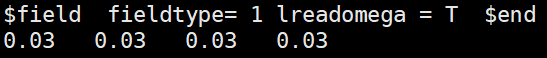 $field  fieldtype= 1 lreadomega = T  $end
0.03   0.03   0.03   0.03